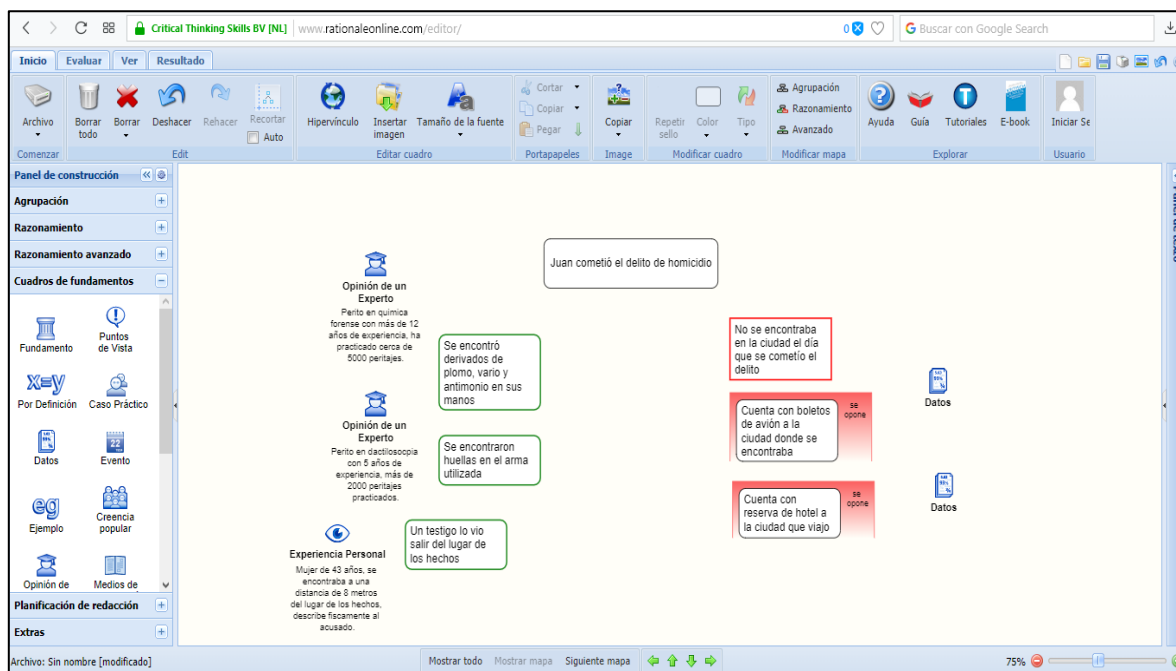 Critical Thinking Skills BV [NL]
www.rationaleonline.com/editor/
0
Buscar con Google Search
Inicio
Evaluar
Ver
Resultado
Archivo
Borrar
todo
Borrar
Deshacer
Rehacer
Recortar
Auto
Hipervínculo
Insertar
imagen
Tamaño de la fuente
Cortar
Copiar
Pegar
Copiar
Repetir
sello
Color
Tipo
Agrupación
Razonamiento
Avanzado
Ayuda
Guía
Tutoriales
E-book
Iniciar Se
Comenzar
Edit
Editar cuadro
Portapapeles
Image
Modificar cuadro
Modificar mapa
Explorar
Usuario
Panel de construcción
Agrupación
Razonamiento
Razonamiento avanzado
Cuadros de fundamentos
Fundamento
Puntos
de Vista
x=y
Por Definición
Caso Práctico
Datos
22
Evento
eg
Ejemplo
Creencia
popular
Opinión de
Medios de
Planificación de redacción
Extras
Juan cometió el delito de homicidio
Opinión de un
Experto
Perito en quimica
forense con más de 12
años de experiencia, ha
practicado cerca de
5000 peritajes.
Se encontró
derivados de
plomo, vario y
antimonio en sus
manos
Opinión de un
Experto
Perito en dactilosocpia
con 5 años de
experiencia, más de
2000 peritajes
practicados.
Se encontraron
huellas en el arma
utilizada
Experiencia Personal
Mujer de 43 años, se
encontraba a una
distancia de 8 metros
del lugar de los hechos,
describe fiscamente al
acusado.
Un testigo lo vio
salir del lugar de
los hechos
No se encontraba
en la ciudad el día
que se cometío el
delito
Cuenta con boletos
de avión a la
ciudad donde se
encontraba
se
opone
Datos
Cuenta con
reserva de hotel a
la ciudad que viajo
se
opone
Datos
Archivo: Sin nombre [modificado]
Mostrar todo
Mostrar mapa
Siguiente mapa
75%